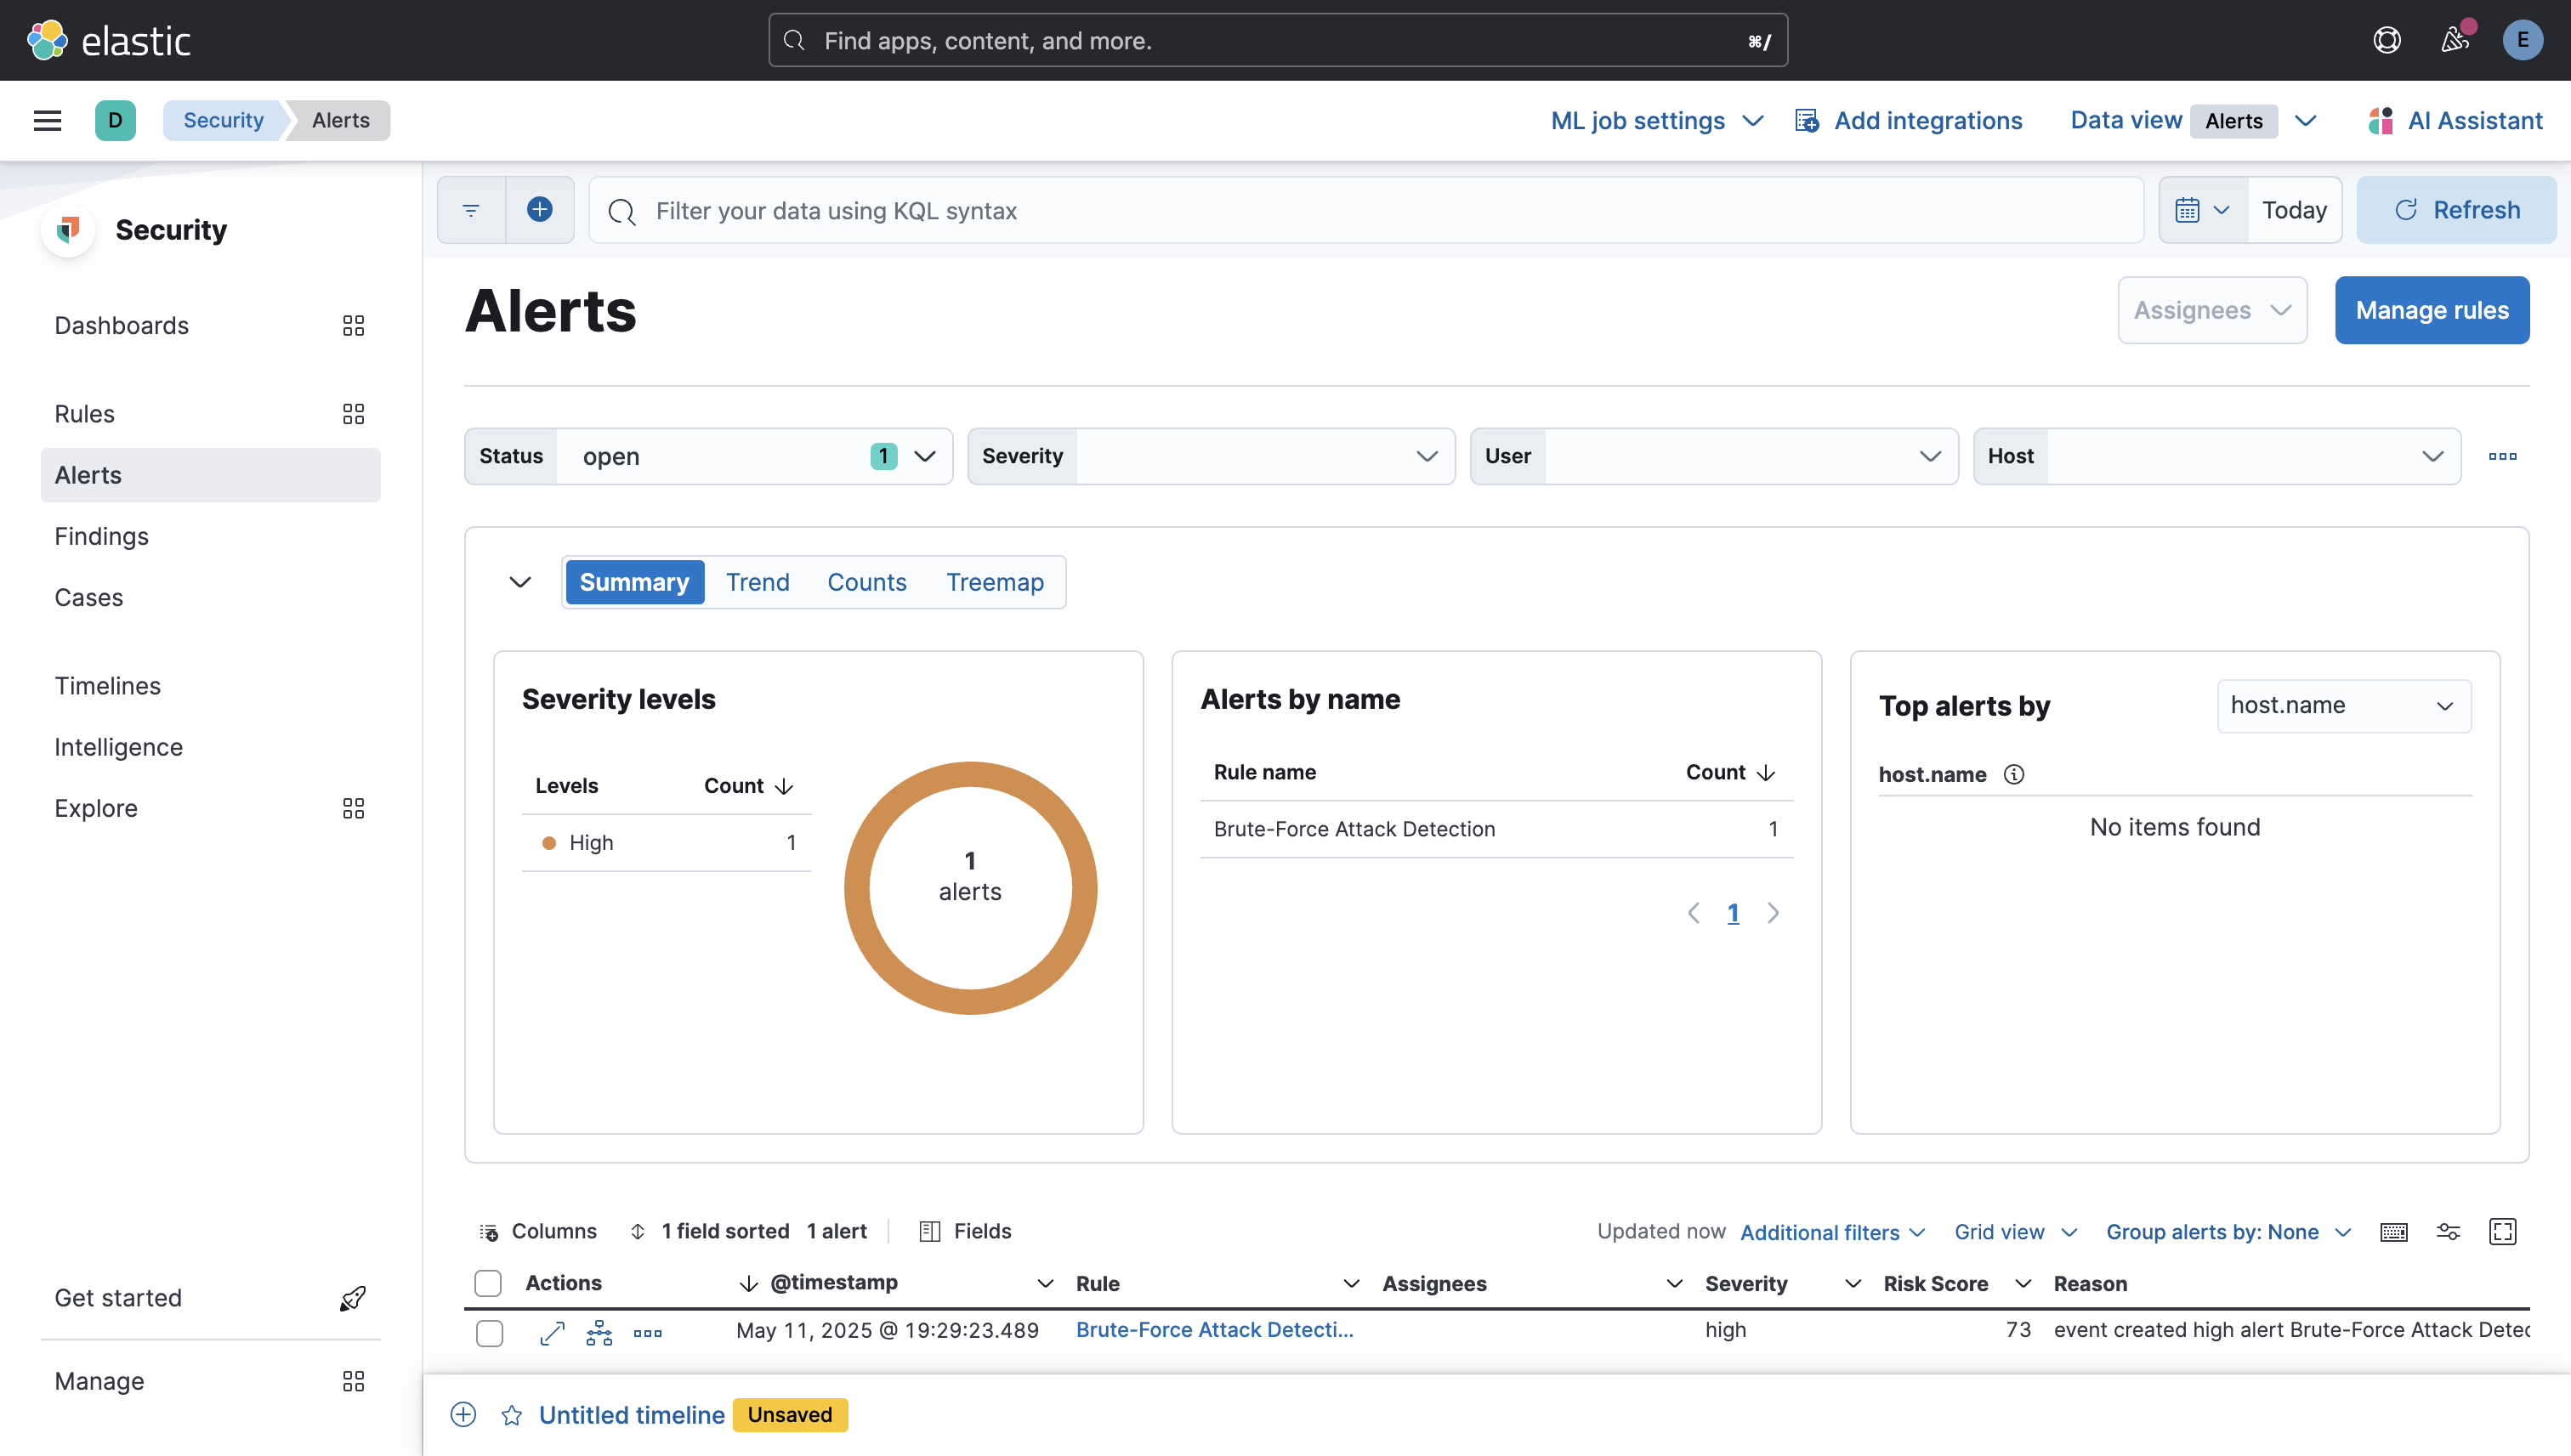 elastic
Find apps, content, and more.
⌘/
E
D
Security
Alerts
ML job settings
Add integrations
Data view
Alerts
AI Assistant
Security
Dashboards
Rules
Alerts
Findings
Cases
Timelines
Intelligence
Explore
Get started
Manage
Filter your data using KQL syntax
Today
Refresh
Alerts
Assignees
Manage rules
Status open 1
Severity
User
Host
Summary
Trend
Counts
Treemap
Severity levels
Levels Count
High 1
1
alerts
Alerts by name
Rule name Count
Brute-Force Attack Detection 1
1
Top alerts by
host.name
host.name
No items found
Columns
1 field sorted
1 alert
Fields
Updated now
Additional filters
Grid view
Group alerts by: None
Actions @timestamp Rule Assignees Severity Risk Score Reason
May 11, 2025 @ 19:29:23.489 Brute-Force Attack Detecti... high 73 event created high alert Brute-Force Attack Detec
Untitled timeline
Unsaved